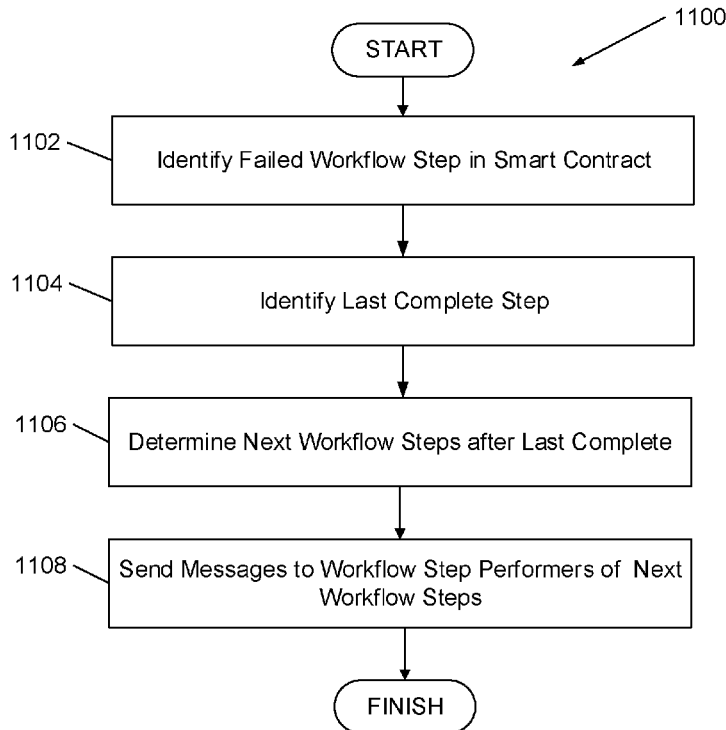 1100
START
1102
Identify Failed Workflow Step in Smart Contract
1104
Identify Last Complete Step
1106
Determine Next Workflow Steps after Last Complete
1108
Send Messages to Workflow Step Performers of Next
Workflow Steps
FINISH